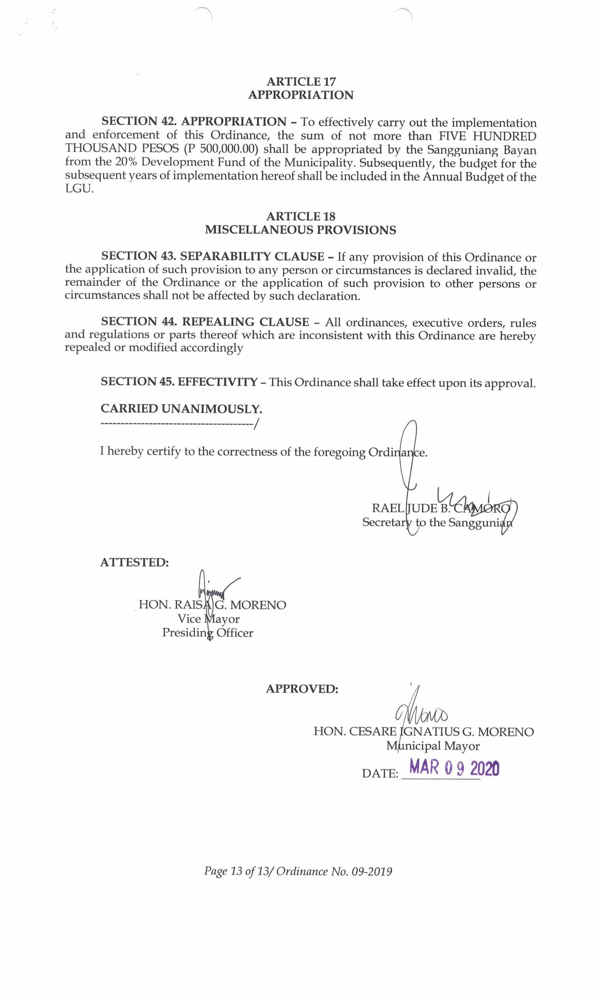 ARTICLE 17
APPROPRIATION
SECTION 42. APPROPRIATION – To effectively carry out the implementation
and enforcement of this Ordinance, the sum of not more than FIVE HUNDRED
THOUSAND PESOS (P 500,000.00) shall be appropriated by the Sangguniang Bayan
from the 20% Development Fund of the Municipality. Subsequently, the budget for the
subsequent years of implementation hereof shall be included in the Annual Budget of the
LGU.
ARTICLE 18
MISCELLANEOUS PROVISIONS
SECTION 43. SEPARABILITY CLAUSE – If any provision of this Ordinance or
the application of such provision to any person or circumstances is declared invalid, the
remainder of the Ordinance or the application of such provision to other persons or
circumstances shall not be affected by such declaration.
SECTION 44. REPEALING CLAUSE – All ordinances, executive orders, rules
and regulations or parts thereof which are inconsistent with this Ordinance are hereby
repealed or modified accordingly
SECTION 45. EFFECTIVITY – This Ordinance shall take effect upon its approval.
CARRIED UNANIMOUSLY.
--------------------------------------/
I hereby certify to the correctness of the foregoing Ordinance.
RAEL JUDE B. CAMORO
Secretary to the Sanggunian
ATTESTED:
HON. RAISA G. MORENO
Vice Mayor
Presiding Officer
APPROVED:
HON. CESARE IGNATIUS G. MORENO
Municipal Mayor
DATE: MAR 09 2020
Page 13 of 13/ Ordinance No. 09-2019